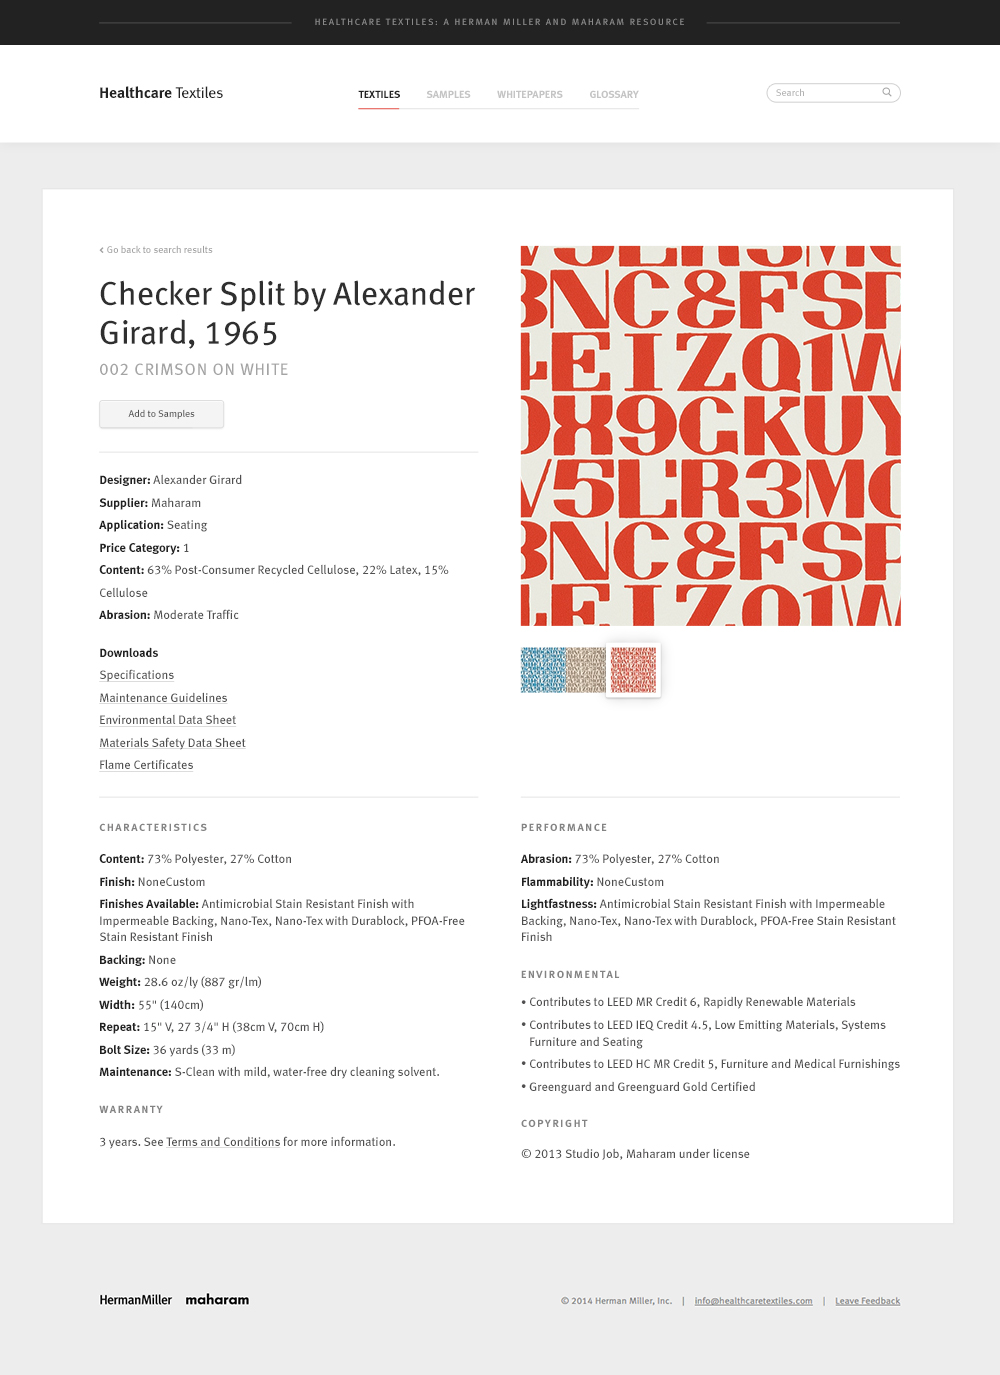 HEALTHCARE TEXTILES: A HERMAN MILLER AND MAHARAM RESOURCE
Healthcare Textiles
TEXTILES SAMPLES WHITEPAPERS GLOSSARY
Search
‹ Go back to search results
Checker Split by Alexander
Girard, 1965
002 CRIMSON ON WHITE
Add to Samples
Designer: Alexander Girard
Supplier: Maharam
Application: Seating
Price Category: 1
Content: 63% Post-Consumer Recycled Cellulose, 22% Latex, 15%
Cellulose
Abrasion: Moderate Traffic
Downloads
Specifications
Maintenance Guidelines
Environmental Data Sheet
Materials Safety Data Sheet
Flame Certificates
V5LR3MO
BNC&FSP
EIZQ1W
DX9GKUY
V5LR3MO
BNC&FSP
EIZQ1W
CHARACTERISTICS
Content: 73% Polyester, 27% Cotton
Finish: NoneCustom
Finishes Available: Antimicrobial Stain Resistant Finish with
Impermeable Backing, Nano-Tex, Nano-Tex with Durablock, PFOA-Free
Stain Resistant Finish
Backing: None
Weight: 28.6 oz/ly (887 gr/lm)
Width: 55" (140cm)
Repeat: 15" V, 27 3/4" H (38cm V, 70cm H)
Bolt Size: 36 yards (33 m)
Maintenance: S-Clean with mild, water-free dry cleaning solvent.
WARRANTY
3 years. See Terms and Conditions for more information.
PERFORMANCE
Abrasion: 73% Polyester, 27% Cotton
Flammability: NoneCustom
Lightfastness: Antimicrobial Stain Resistant Finish with Impermeable
Backing, Nano-Tex, Nano-Tex with Durablock, PFOA-Free Stain Resistant
Finish
ENVIRONMENTAL
• Contributes to LEED MR Credit 6, Rapidly Renewable Materials
• Contributes to LEED IEQ Credit 4.5, Low Emitting Materials, Systems
Furniture and Seating
• Contributes to LEED HC MR Credit 5, Furniture and Medical Furnishings
• Greenguard and Greenguard Gold Certified
COPYRIGHT
© 2013 Studio Job, Maharam under license
HermanMiller maharam
© 2014 Herman Miller, Inc. | info@healthcaretextiles.com | Leave Feedback